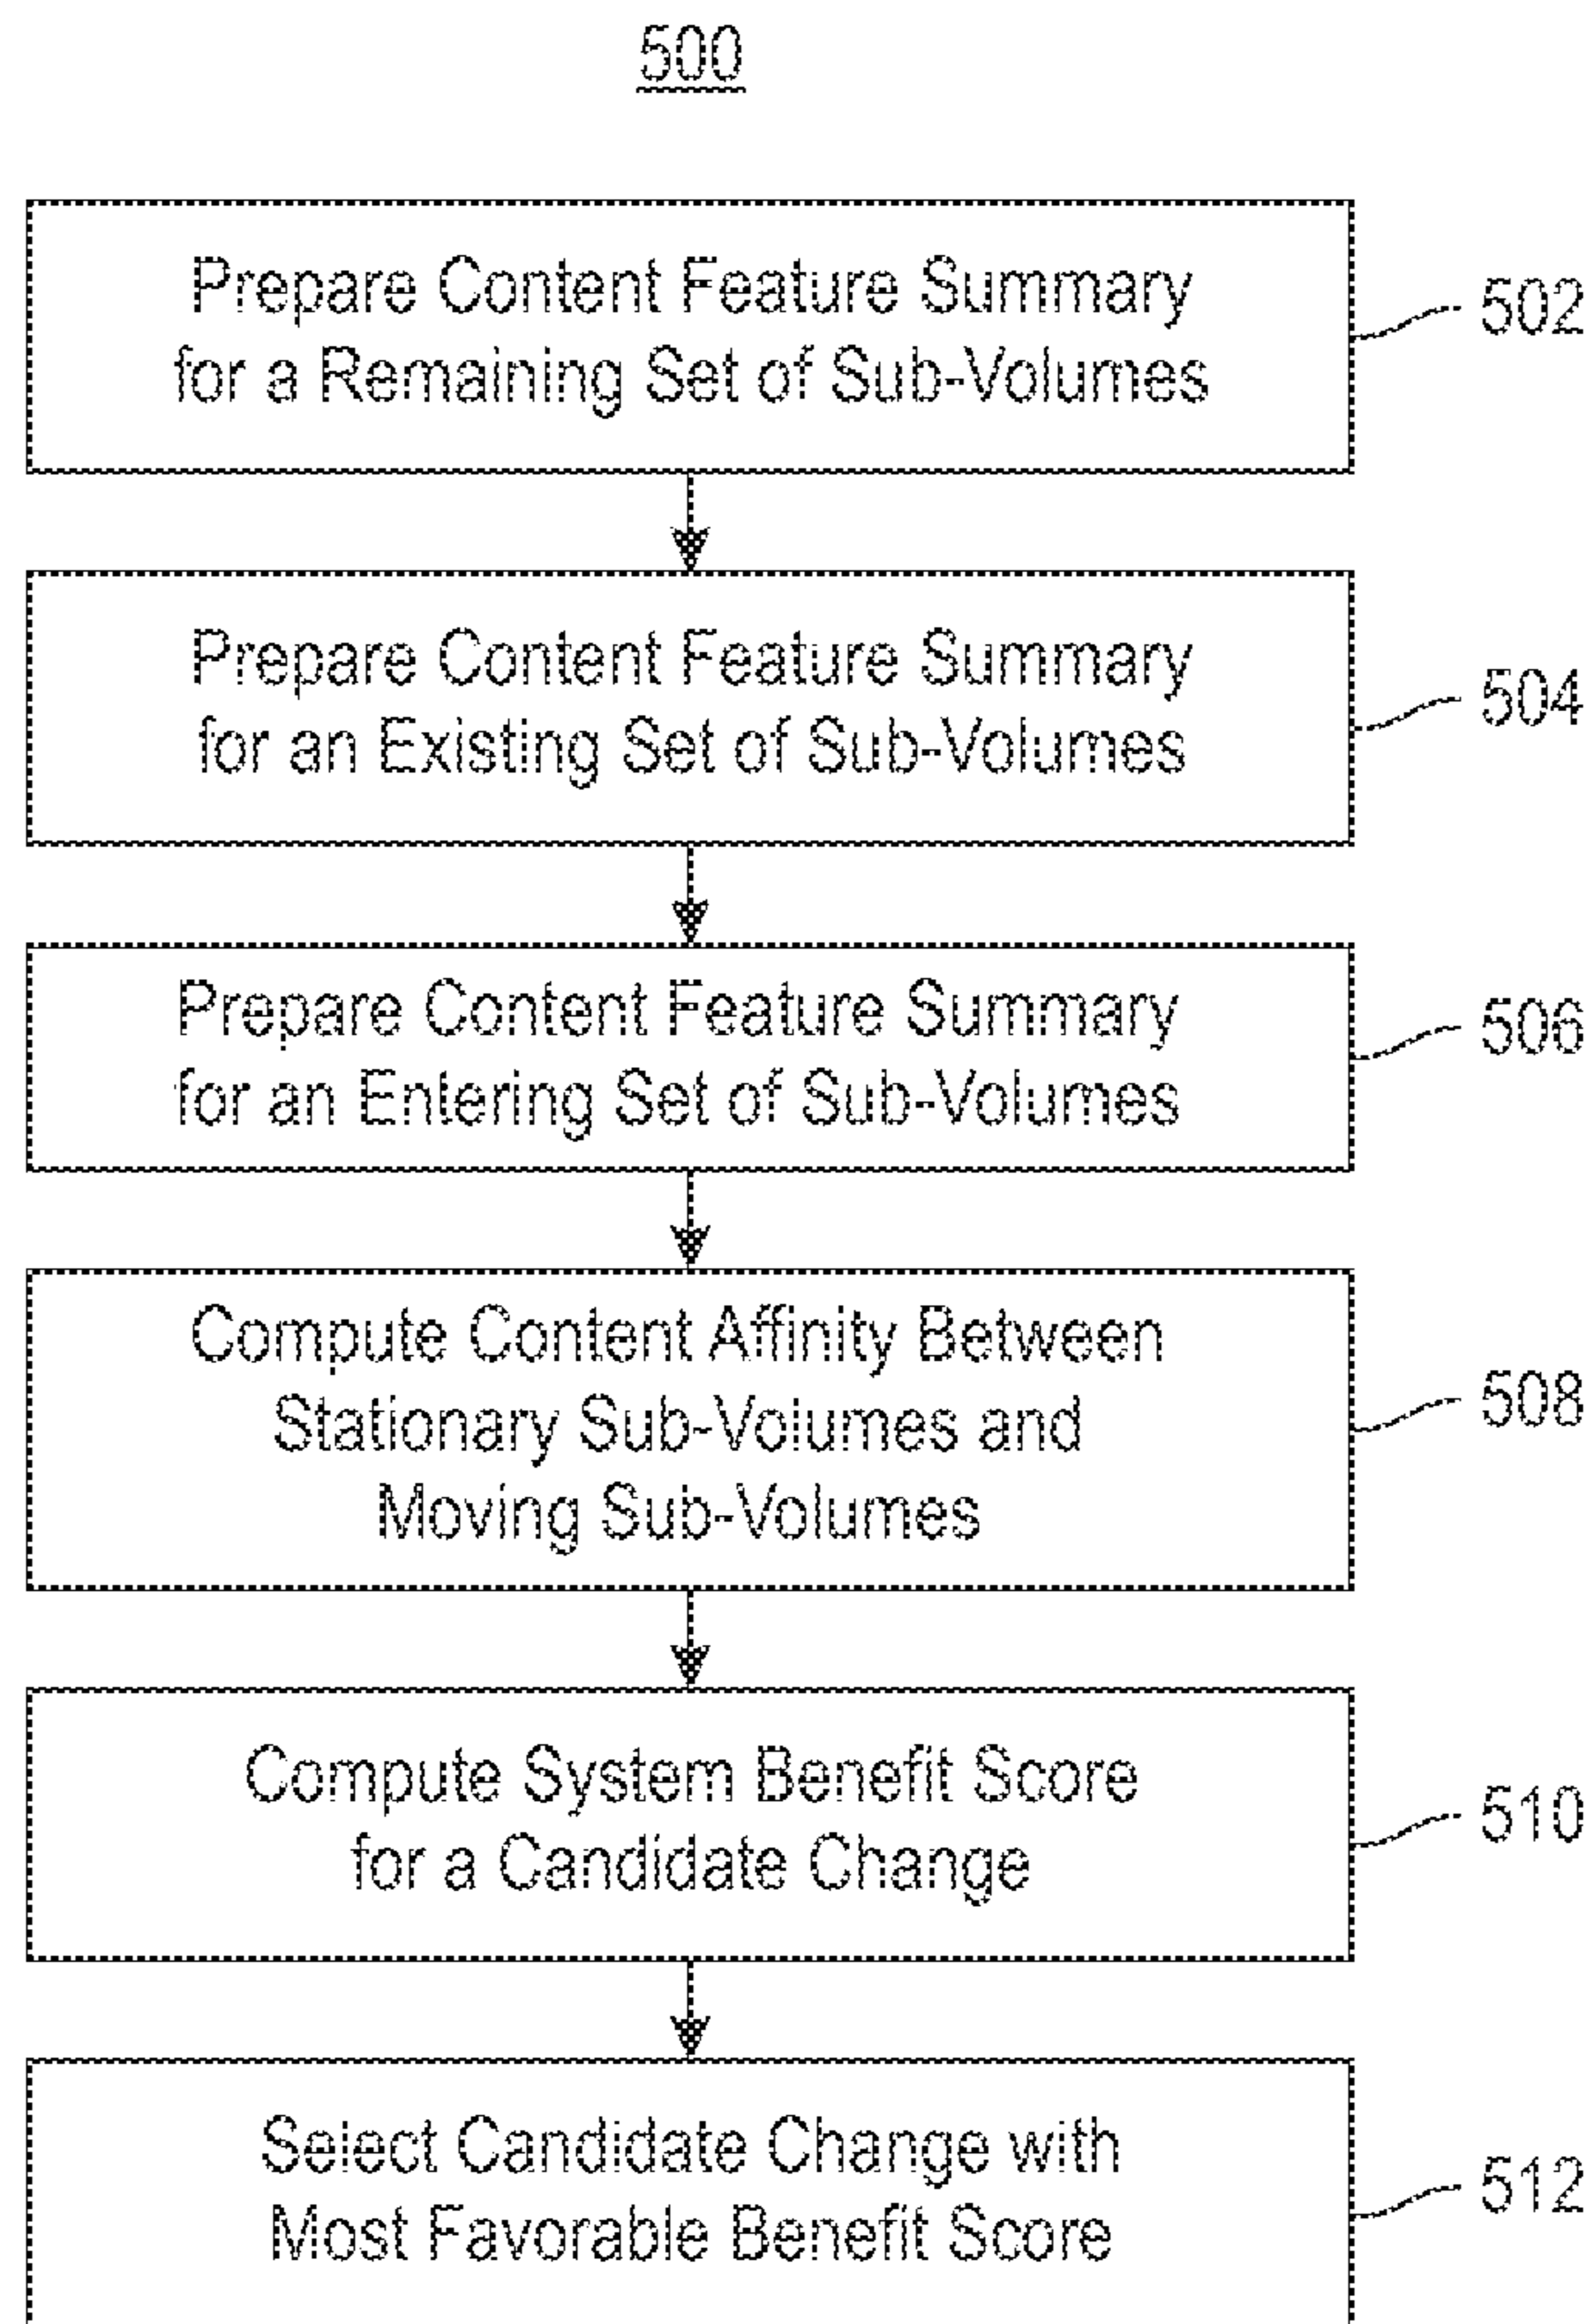 500
Prepare Content Feature Summary
for a Remaining Set of Sub-Volumes
502
Prepare Content Feature Summary
for an Existing Set of Sub-Volumes
504
Prepare Content Feature Summary
for an Entering Set of Sub-Volumes
506
Compute Content Affinity Between
Stationary Sub-Volumes and
Moving Sub-Volumes
508
Compute System Benefit Score
for a Candidate Change
510
Select Candidate Change with
Most Favorable Benefit Score
512